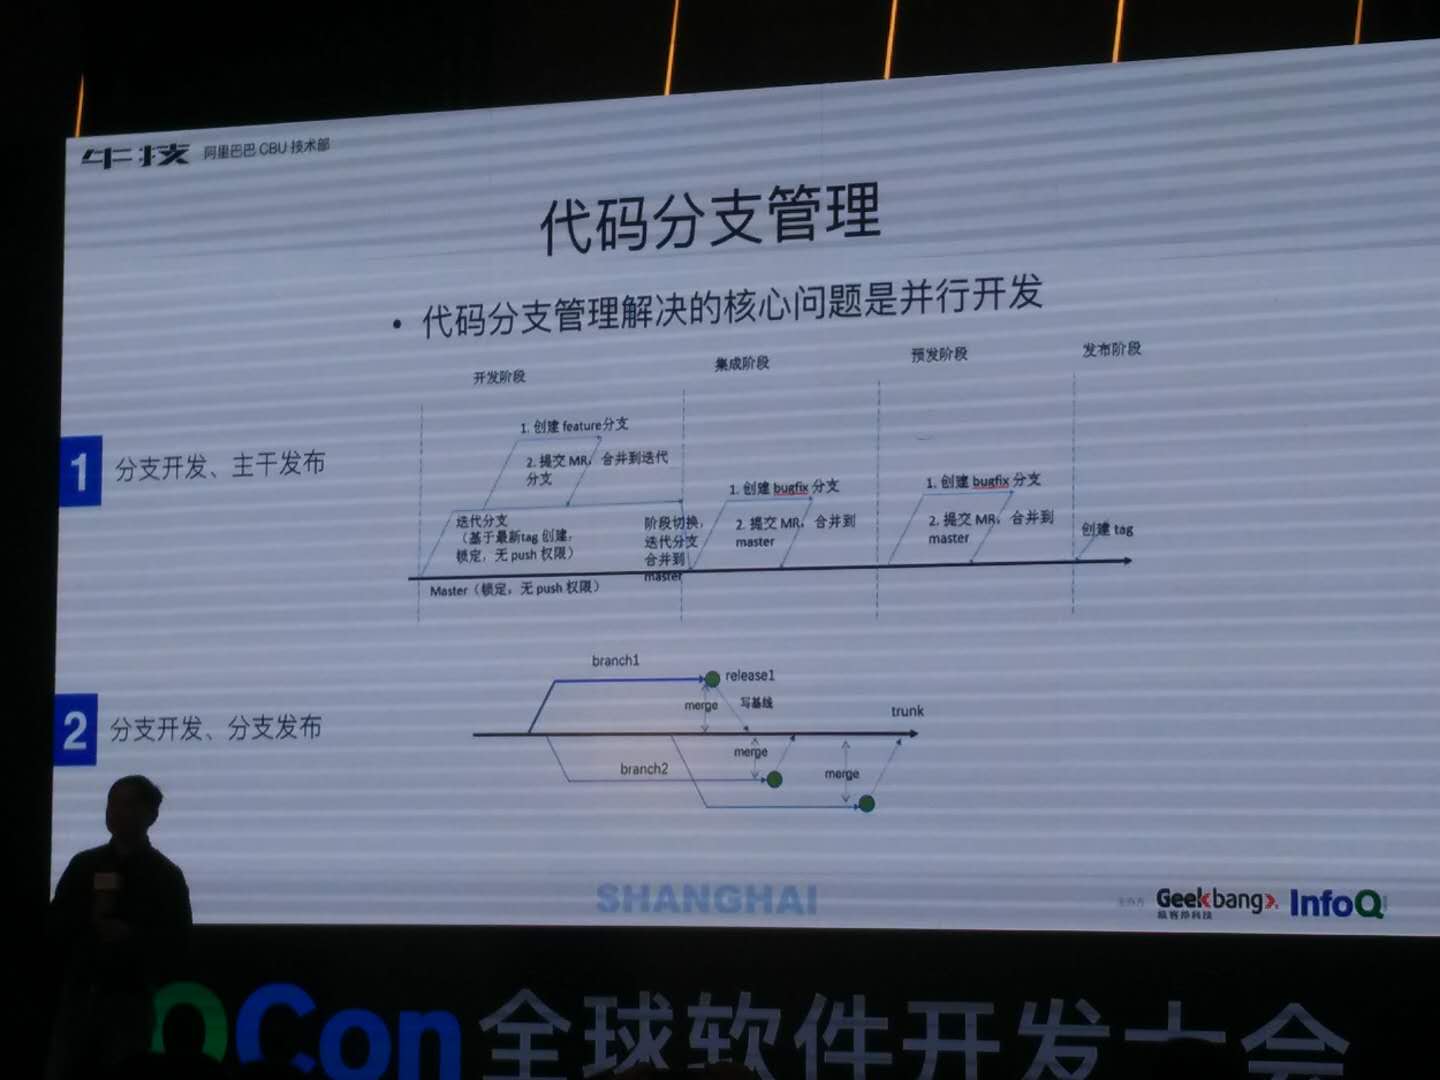 牛技 阿里巴巴 CBU 技术部
代码分支管理
• 代码分支管理解决的核心问题是并行开发
开发阶段
集成阶段
预发阶段
发布阶段
1
分支开发、主干发布
1. 创建 feature分支
2. 提交 MR，合并到迭代
分支
迭代分支
（基于最新tag 创建，
锁定，无 push 权限）
阶段切换，
迭代分支
合并到
master
Master（锁定，无 push 权限）
1. 创建 bugfix 分支
2. 提交 MR，合并到
master
1. 创建 bugfix 分支
2. 提交 MR，合并到
master
创建 tag
2
分支开发、分支发布
branch1
release1
merge
写基线
trunk
merge
branch2
merge
SHANGHAI
主办方
Geekbang>.
极客邦科技
InfoQ
QCon 全球软件开发大会